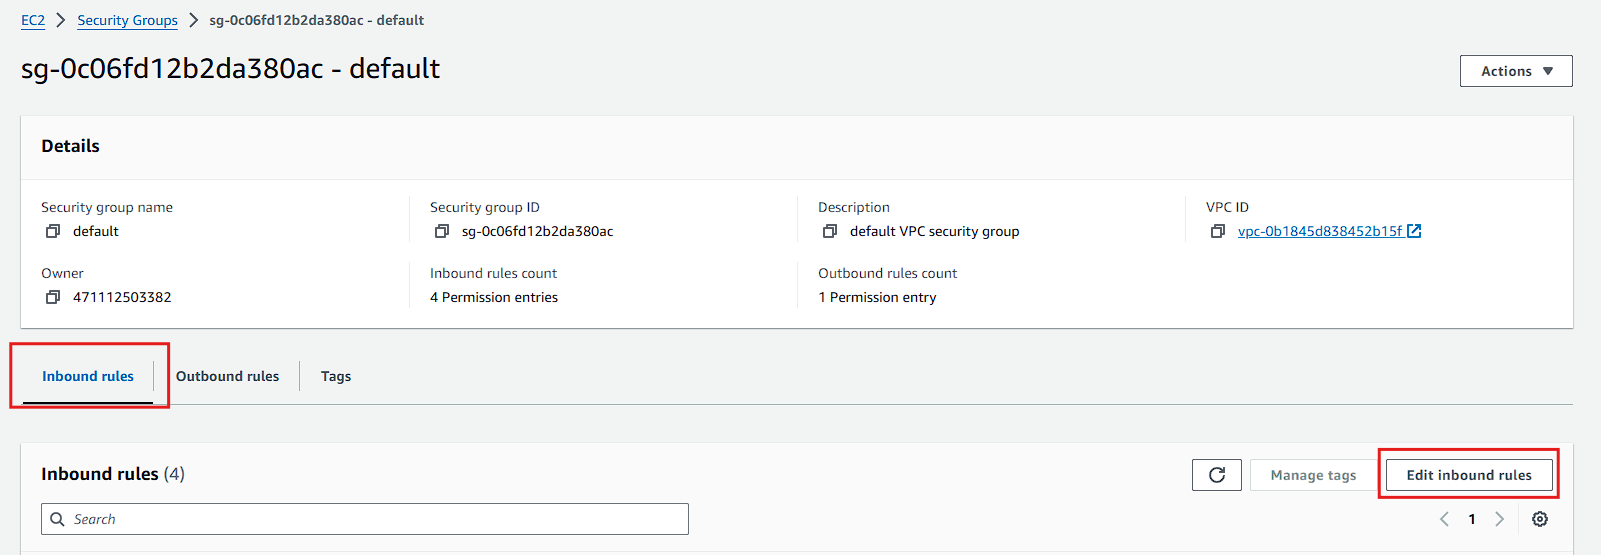 EC2 > Security Groups > sg-0c06fd12b2da380ac - default
sg-0c06fd12b2da380ac - default
Actions
Details
Security group name
default
Security group ID
sg-0c06fd12b2da380ac
Description
default VPC security group
VPC ID
vpc-0b1845d838452b15f
Owner
471112503382
Inbound rules count
4 Permission entries
Outbound rules count
1 Permission entry
Inbound rules
Outbound rules
Tags
Inbound rules (4)
Manage tags
Edit inbound rules
Search
1